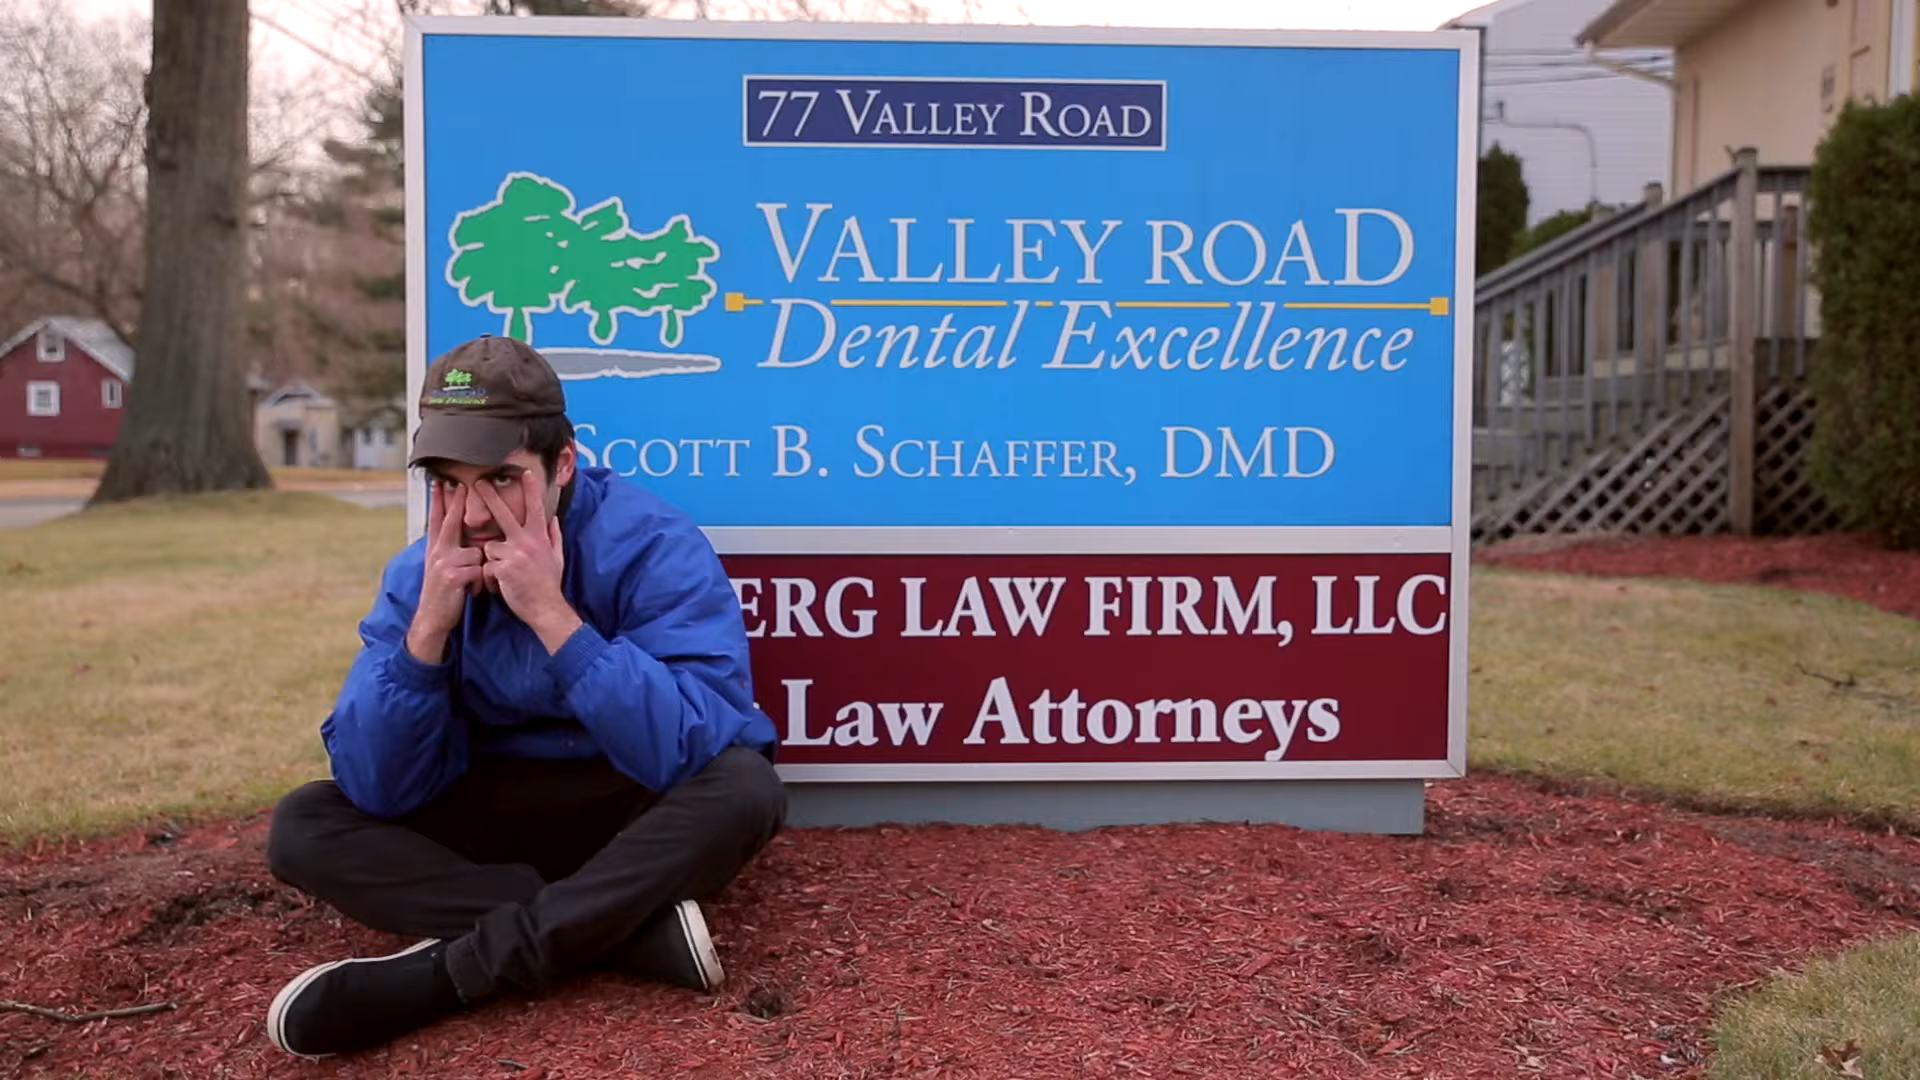 77 VALLEY ROAD
VALLEY ROAD
Dental Excellence
SCOTT B. SCHAFFER, DMD
ERG LAW FIRM, LLC
Law Attorneys